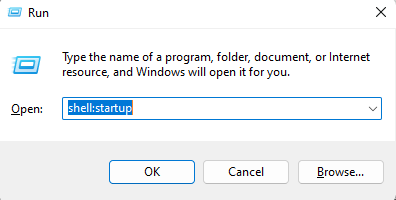 Run
Type the name of a program, folder, document, or Internet
resource, and Windows will open it for you.
Open: shell:startup
OK Cancel Browse...